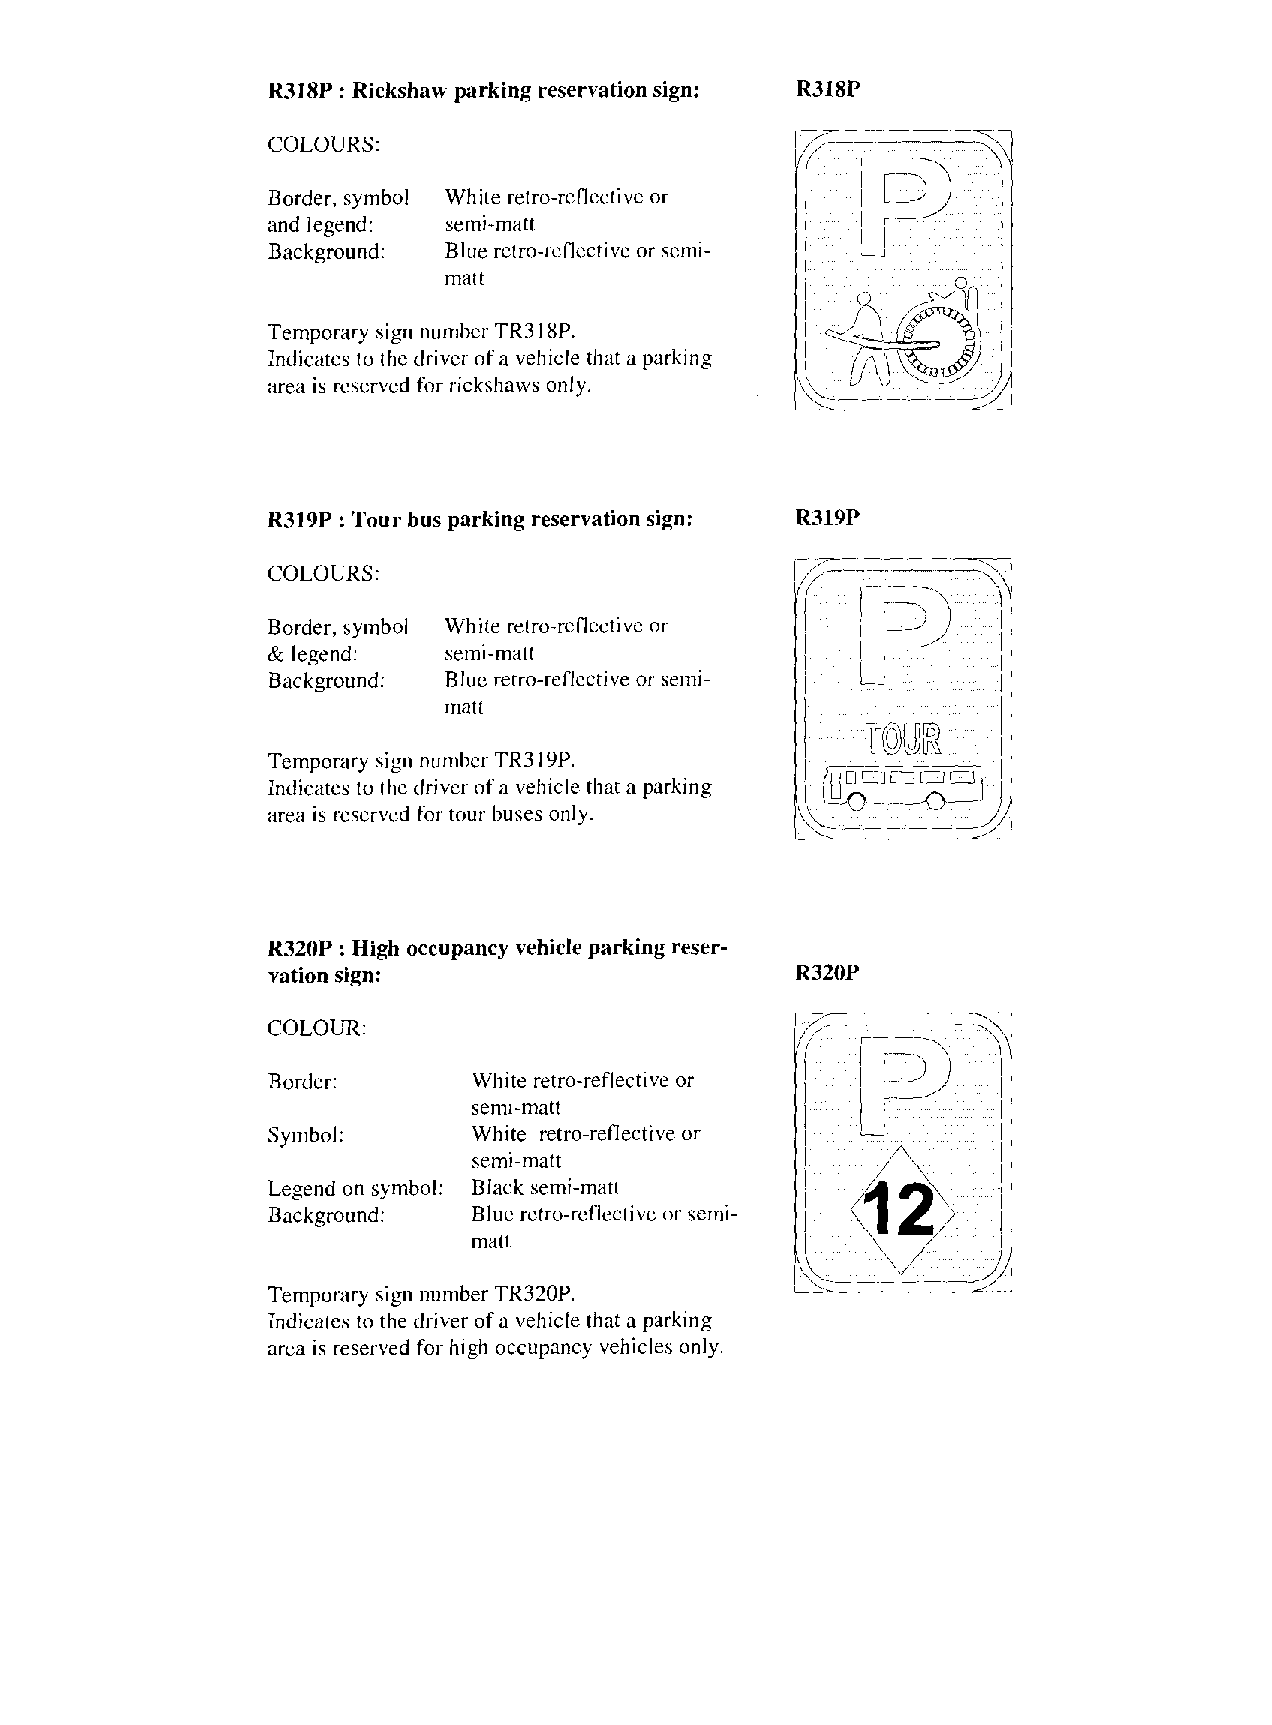 R318P : Rickshaw parking reservation sign:
R318P
COLOURS:
P
Border, symbol White retro-reflective or
and legend: semi-matt
Background: Blue retro-reflective or semi-
matt
Temporary sign number TR318P.
Indicates to the driver of a vehicle that a parking
area is reserved for rickshaws only.
R319P : Tour bus parking reservation sign:
R319P
COLOURS:
P
Border, symbol White retro-reflective or
& legend: semi-matt
Background: Blue retro-reflective or semi-
matt
TOUR
Temporary sign number TR319P.
Indicates to the driver of a vehicle that a parking
area is reserved for tour buses only.
R320P : High occupancy vehicle parking reser-
vation sign:
R320P
COLOUR:
P
Border: White retro-reflective or
semi-matt
Symbol: White retro-reflective or
semi-matt
Legend on symbol: Black semi-matt
Background: Blue retro-reflective or semi-
matt
12
Temporary sign number TR320P.
Indicates to the driver of a vehicle that a parking
area is reserved for high occupancy vehicles only.